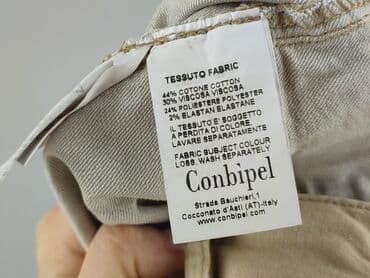 TESSUTO FABRIC
44% COTONE COTTON
30% VISCOSA VISCOSA
24% POLIESTERE POLYESTER
2% ELASTAN ELASTANE
IL TESSUTO E' SOGGETTO
A PERDITA DI COLORE.
LAVARE SEPARATAMENTE
FABRIC SUBJECT COLOUR
LOSS, WASH SEPARATELY
Conbipel
Strada Bauchieri,1
Cocconato d'Asti (AT)-Italy
www.conbipel.com